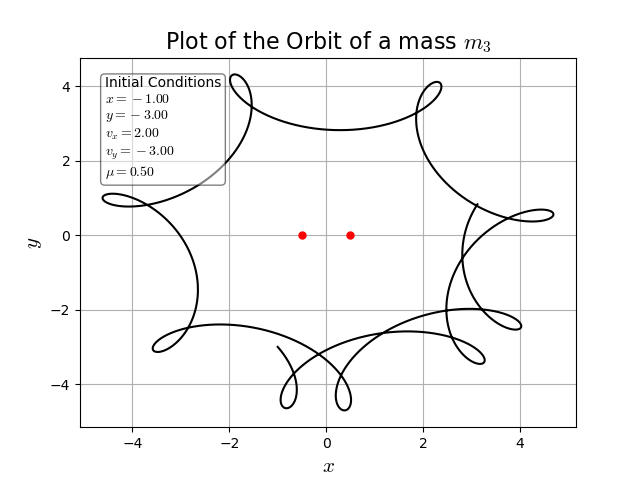 Plot of the Orbit of a mass m₃
Initial Conditions
x = −1.00
y = −3.00
vₓ = 2.00
v_y = −3.00
μ = 0.50
4
2
0
−2
−4
y
−4
−2
0
2
4
x